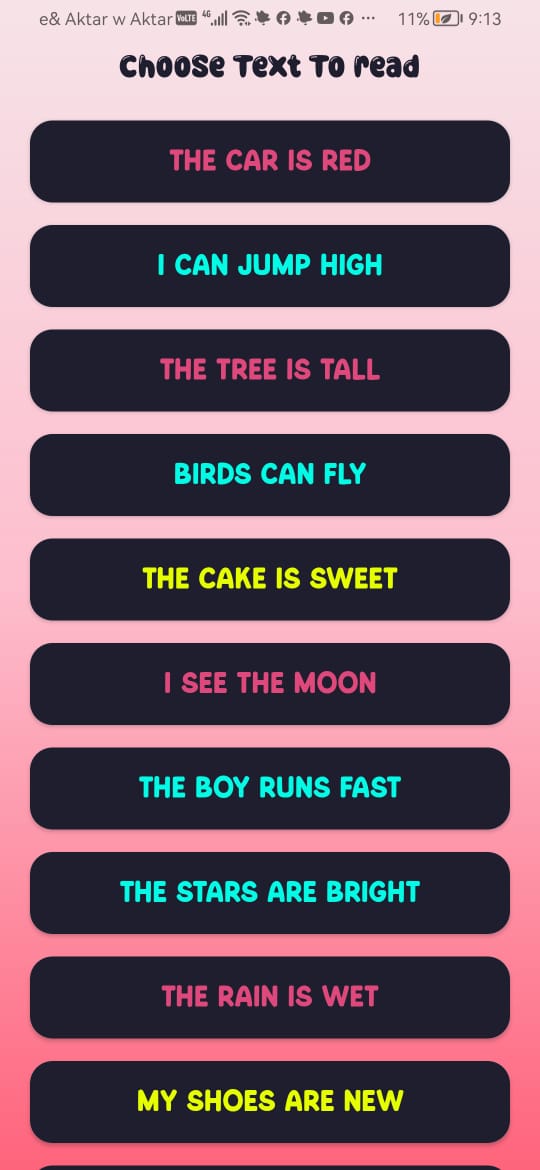 e& Aktar w Aktar VoLTE 4G 11% 9:13
Choose Text To read
THE CAR IS RED
I CAN JUMP HIGH
THE TREE IS TALL
BIRDS CAN FLY
THE CAKE IS SWEET
I SEE THE MOON
THE BOY RUNS FAST
THE STARS ARE BRIGHT
THE RAIN IS WET
MY SHOES ARE NEW